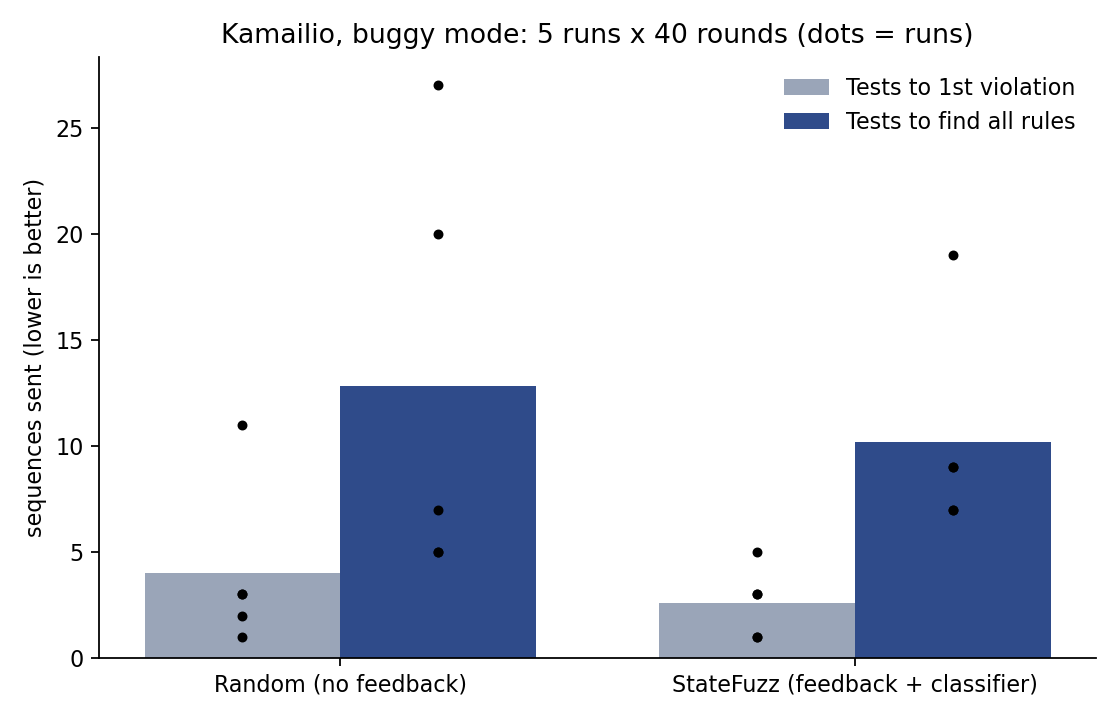 Kamailio, buggy mode: 5 runs x 40 rounds (dots = runs)
Tests to 1st violation
Tests to find all rules
sequences sent (lower is better)
25
20
15
10
5
0
Random (no feedback)
StateFuzz (feedback + classifier)